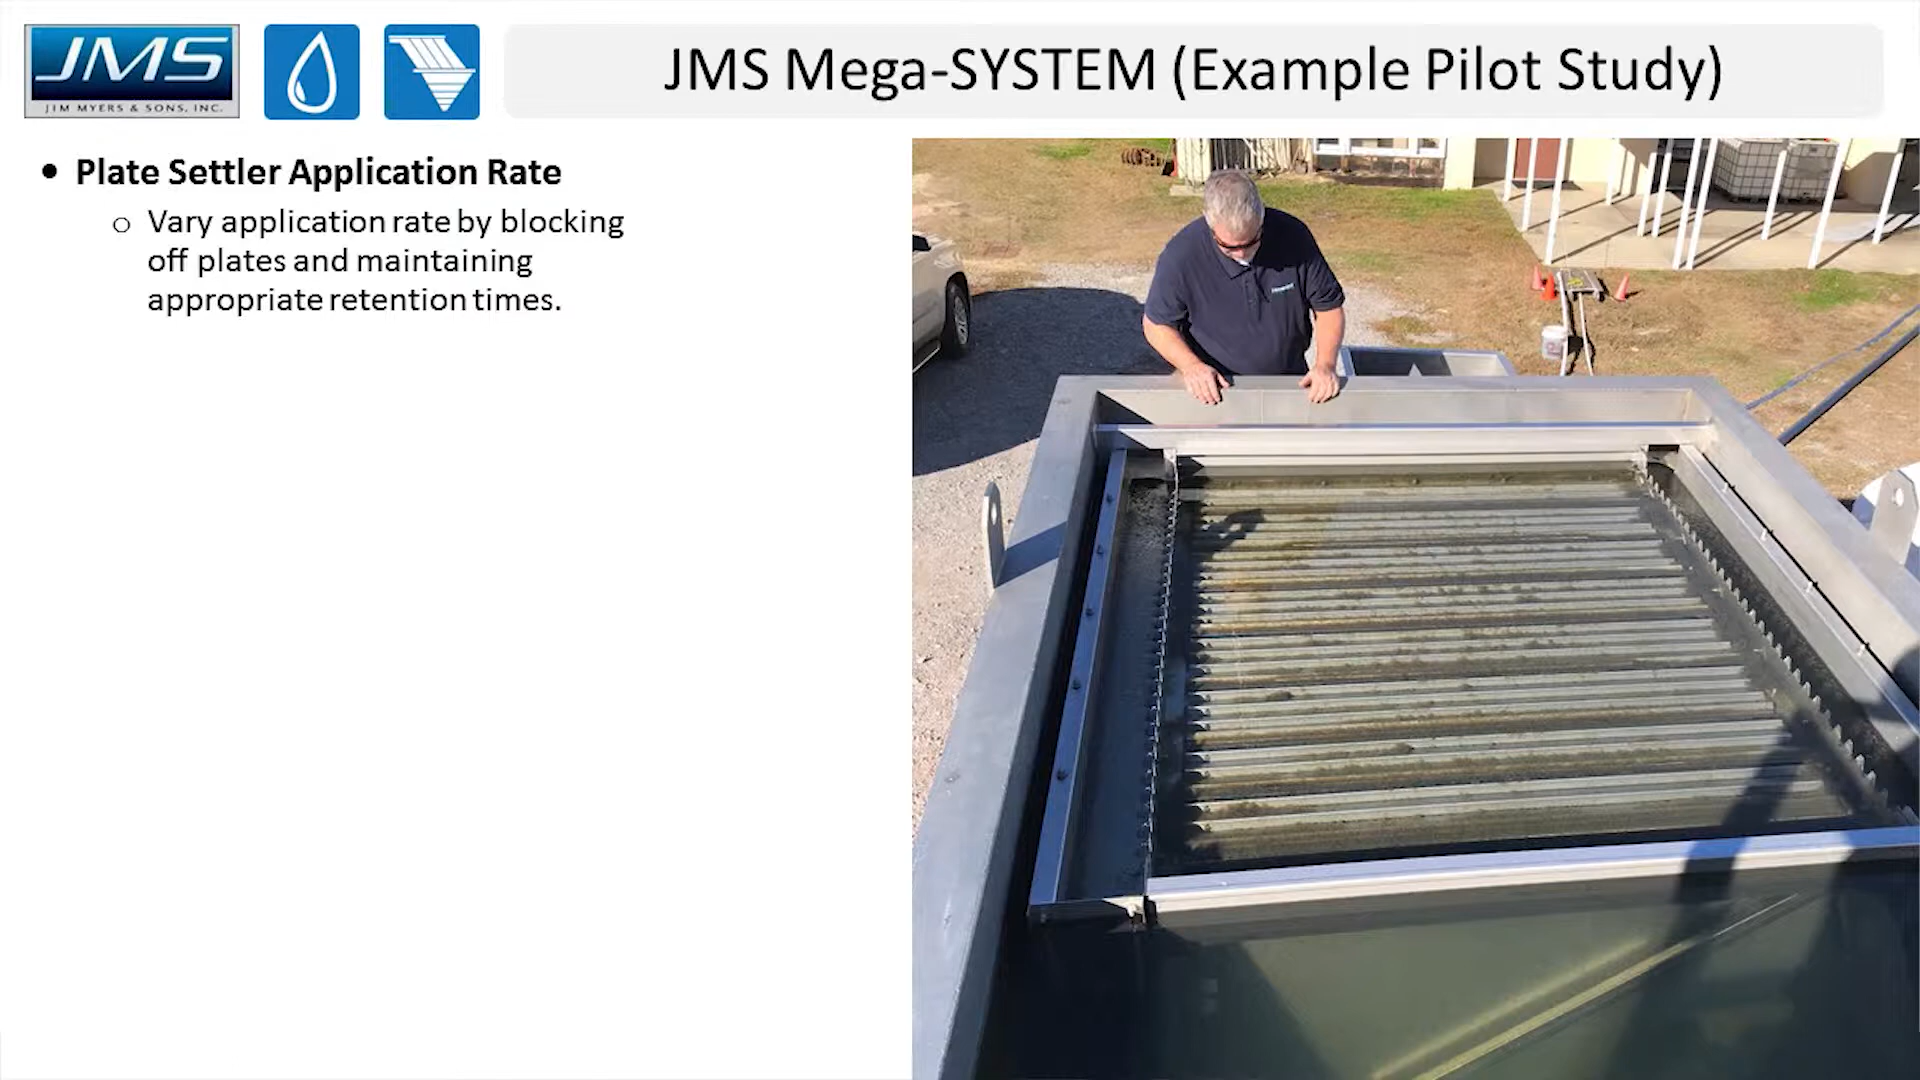 JMS
JIM MYERS & SONS, INC.
JMS Mega-SYSTEM (Example Pilot Study)
Plate Settler Application Rate
Vary application rate by blocking
off plates and maintaining
appropriate retention times.